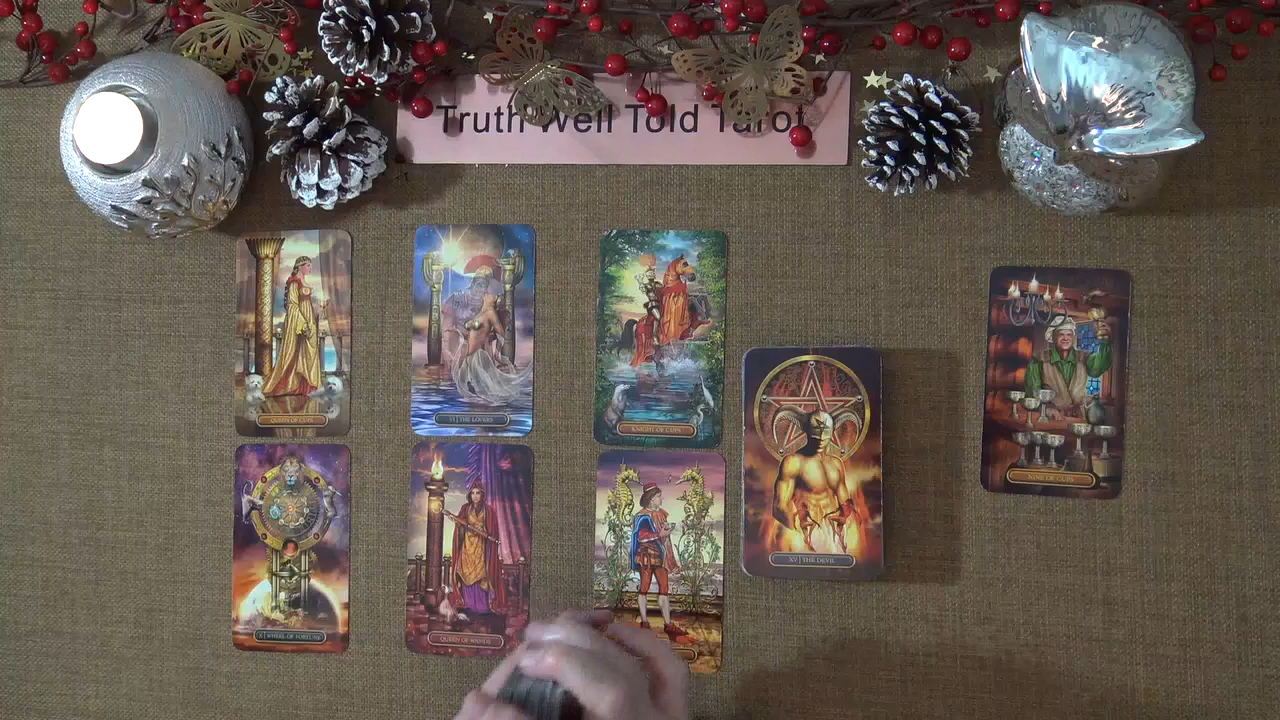 Truth Well Told Tarot
QUEEN OF CUPS
VI | THE LOVERS
KNIGHT OF CUPS
NINE OF CUPS
XV | THE DEVIL
X | WHEEL OF FORTUNE
QUEEN OF WANDS